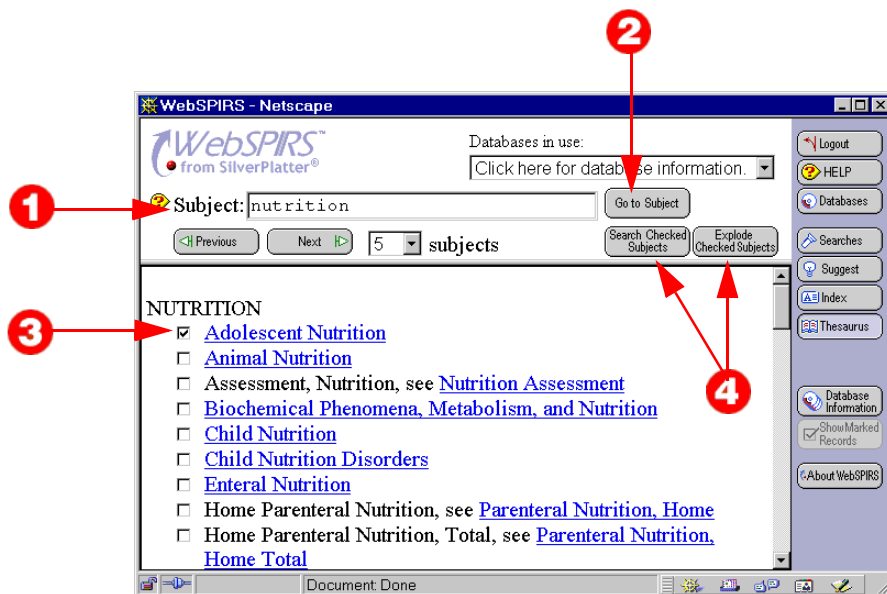 2
WebSPIRS - Netscape
WebSPIRS™
from SilverPlatter®
Databases in use:
Click here for database information.
Logout
HELP
Databases
1
Subject: nutrition
Go to Subject
Previous
Next
5 subjects
Search Checked Subjects
Explode Checked Subjects
Searches
Suggest
Index
Thesaurus
NUTRITION
3
Adolescent Nutrition
Animal Nutrition
Assessment, Nutrition, see Nutrition Assessment
4
Biochemical Phenomena, Metabolism, and Nutrition
Child Nutrition
Child Nutrition Disorders
Enteral Nutrition
Home Parenteral Nutrition, see Parenteral Nutrition, Home
Home Parenteral Nutrition, Total, see Parenteral Nutrition,
Home Total
Database
Information
Show Marked
Records
About WebSPIRS
Document: Done